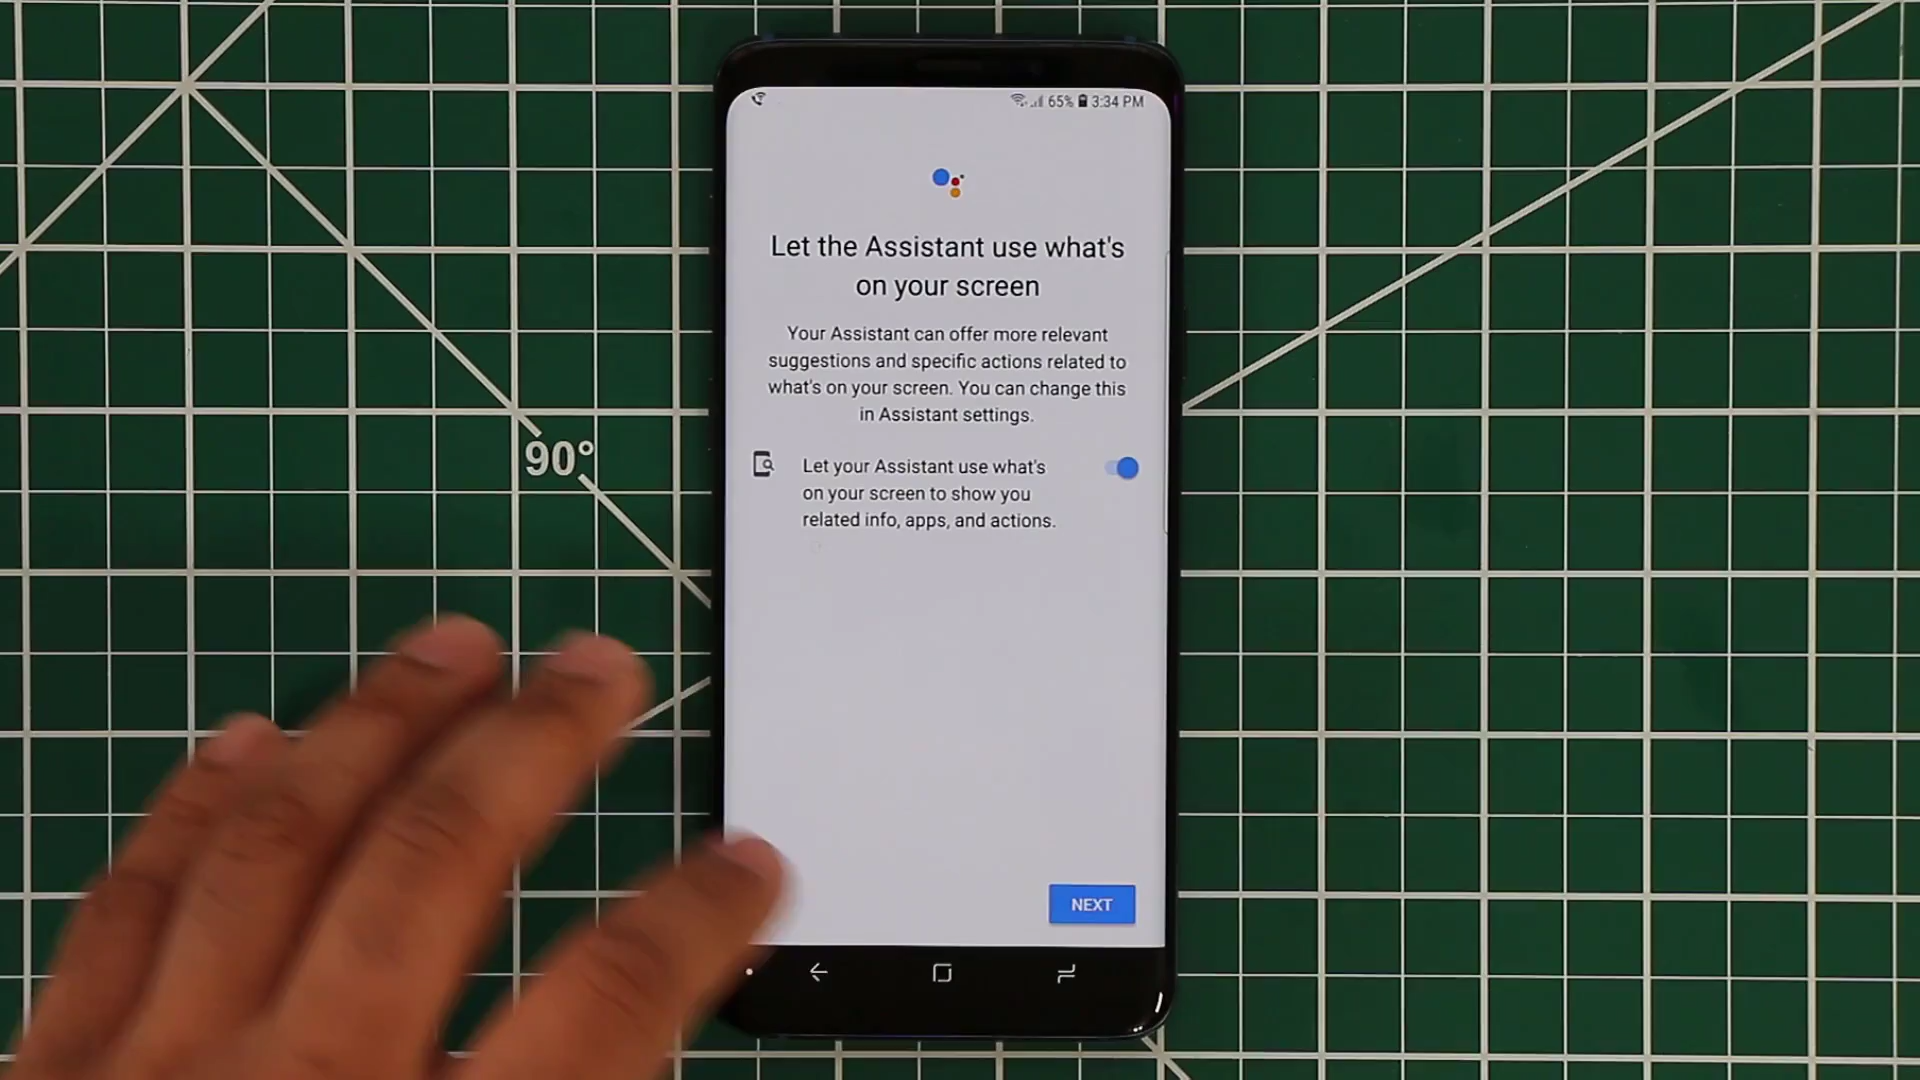 65% 3:34 PM
Let the Assistant use what's
on your screen
Your Assistant can offer more relevant
suggestions and specific actions related to
what's on your screen. You can change this
in Assistant settings.
Let your Assistant use what's
on your screen to show you
related info, apps, and actions.
90°
NEXT